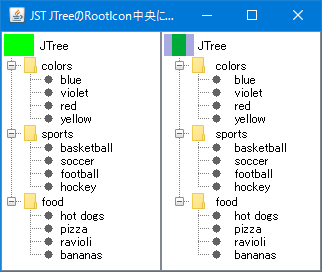 JST JTreeのRootIcon中央に...
JTree
colors
blue
violet
red
yellow
sports
basketball
soccer
football
hockey
food
hot dogs
pizza
ravioli
bananas
JTree
colors
blue
violet
red
yellow
sports
basketball
soccer
football
hockey
food
hot dogs
pizza
ravioli
bananas